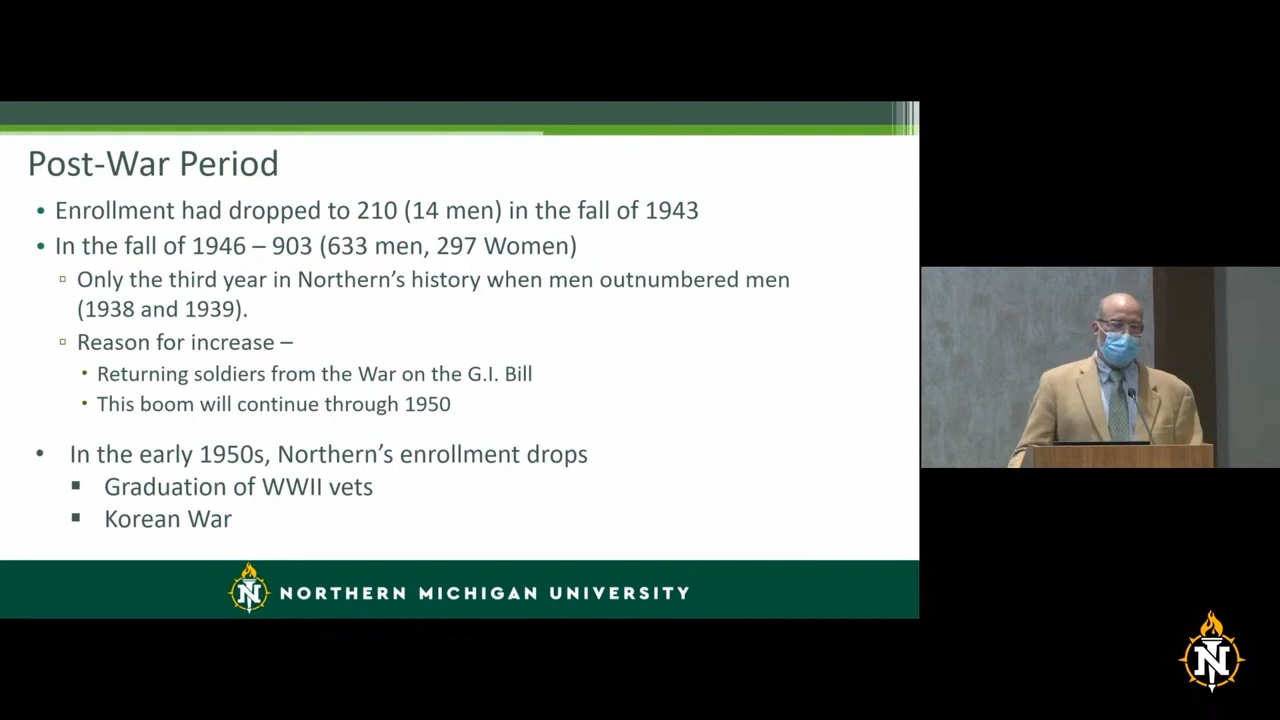 Post-War Period
• Enrollment had dropped to 210 (14 men) in the fall of 1943
• In the fall of 1946 – 903 (633 men, 297 Women)
▫ Only the third year in Northern's history when men outnumbered men
(1938 and 1939).
▫ Reason for increase –
• Returning soldiers from the War on the G.I. Bill
• This boom will continue through 1950
• In the early 1950s, Northern's enrollment drops
▪ Graduation of WWII vets
▪ Korean War
N NORTHERN MICHIGAN UNIVERSITY
N